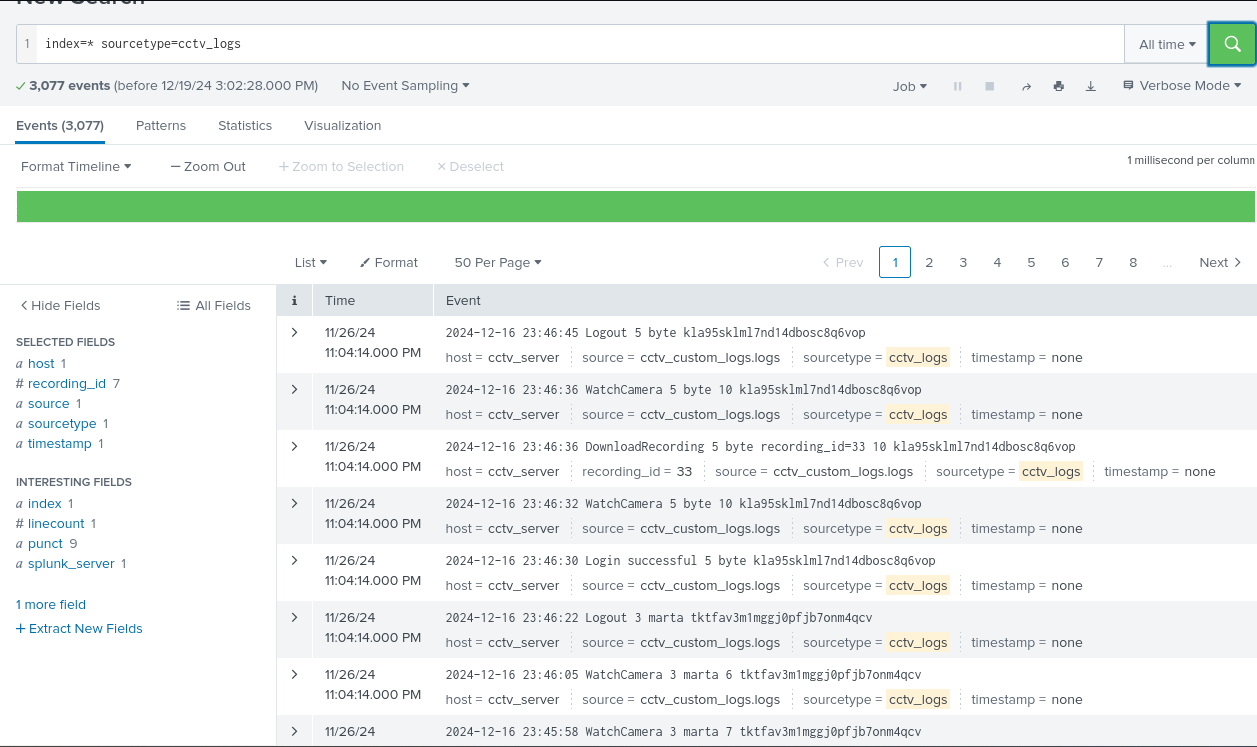 New Search
1 index=* sourcetype=cctv_logs All time
3,077 events (before 12/19/24 3:02:28.000 PM) No Event Sampling Job Verbose Mode
Events (3,077) Patterns Statistics Visualization
Format Timeline — Zoom Out + Zoom to Selection × Deselect 1 millisecond per column
List Format 50 Per Page < Prev 1 2 3 4 5 6 7 8 ... Next >
< Hide Fields All Fields
SELECTED FIELDS
a host 1
# recording_id 7
a source 1
a sourcetype 1
a timestamp 1
INTERESTING FIELDS
a index 1
# linecount 1
a punct 9
a splunk_server 1
1 more field
+ Extract New Fields
i Time Event
> 11/26/24 2024-12-16 23:46:45 Logout 5 byte kla95sklml7nd14dbosc8q6vop
11:04:14.000 PM host = cctv_server source = cctv_custom_logs.logs sourcetype = cctv_logs timestamp = none
> 11/26/24 2024-12-16 23:46:36 WatchCamera 5 byte 10 kla95sklml7nd14dbosc8q6vop
11:04:14.000 PM host = cctv_server source = cctv_custom_logs.logs sourcetype = cctv_logs timestamp = none
> 11/26/24 2024-12-16 23:46:36 DownloadRecording 5 byte recording_id=33 10 kla95sklml7nd14dbosc8q6vop
11:04:14.000 PM host = cctv_server recording_id = 33 source = cctv_custom_logs.logs sourcetype = cctv_logs timestamp = none
> 11/26/24 2024-12-16 23:46:32 WatchCamera 5 byte 10 kla95sklml7nd14dbosc8q6vop
11:04:14.000 PM host = cctv_server source = cctv_custom_logs.logs sourcetype = cctv_logs timestamp = none
> 11/26/24 2024-12-16 23:46:30 Login successful 5 byte kla95sklml7nd14dbosc8q6vop
11:04:14.000 PM host = cctv_server source = cctv_custom_logs.logs sourcetype = cctv_logs timestamp = none
> 11/26/24 2024-12-16 23:46:22 Logout 3 marta tktfav3m1mggj0pfjb7onm4qcv
11:04:14.000 PM host = cctv_server source = cctv_custom_logs.logs sourcetype = cctv_logs timestamp = none
> 11/26/24 2024-12-16 23:46:05 WatchCamera 3 marta 6 tktfav3m1mggj0pfjb7onm4qcv
11:04:14.000 PM host = cctv_server source = cctv_custom_logs.logs sourcetype = cctv_logs timestamp = none
> 11/26/24 2024-12-16 23:45:58 WatchCamera 3 marta 7 tktfav3m1mggj0pfjb7onm4qcv